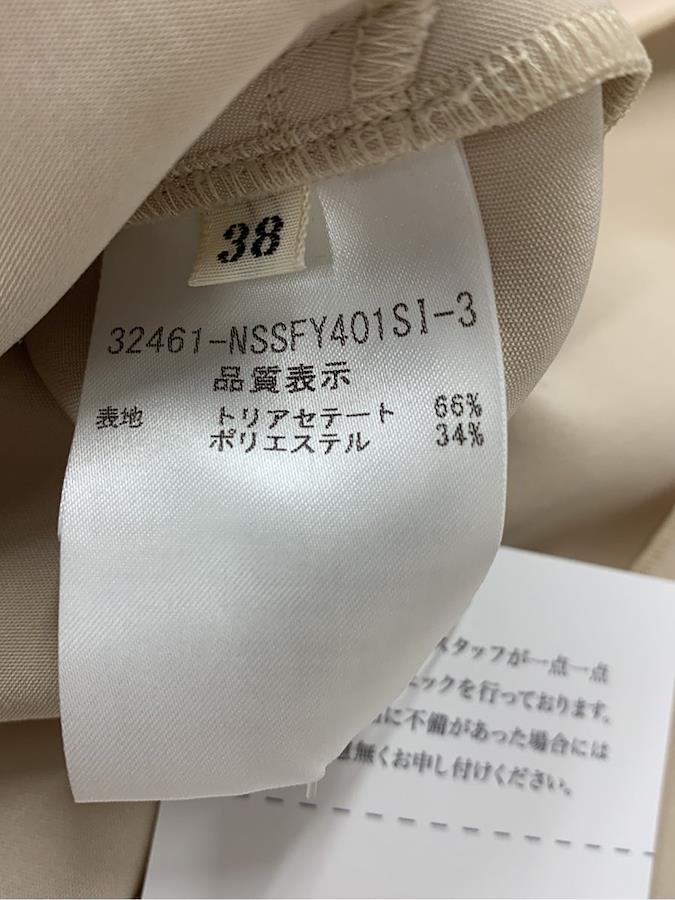 38
32461-NSSFY401SI-3
品質表示
表地 トリアセテート 66%
ポリエステル 34%
スタッフが一点一点
ェックを行っております。
に不備があった場合には
無くお申し付けください。